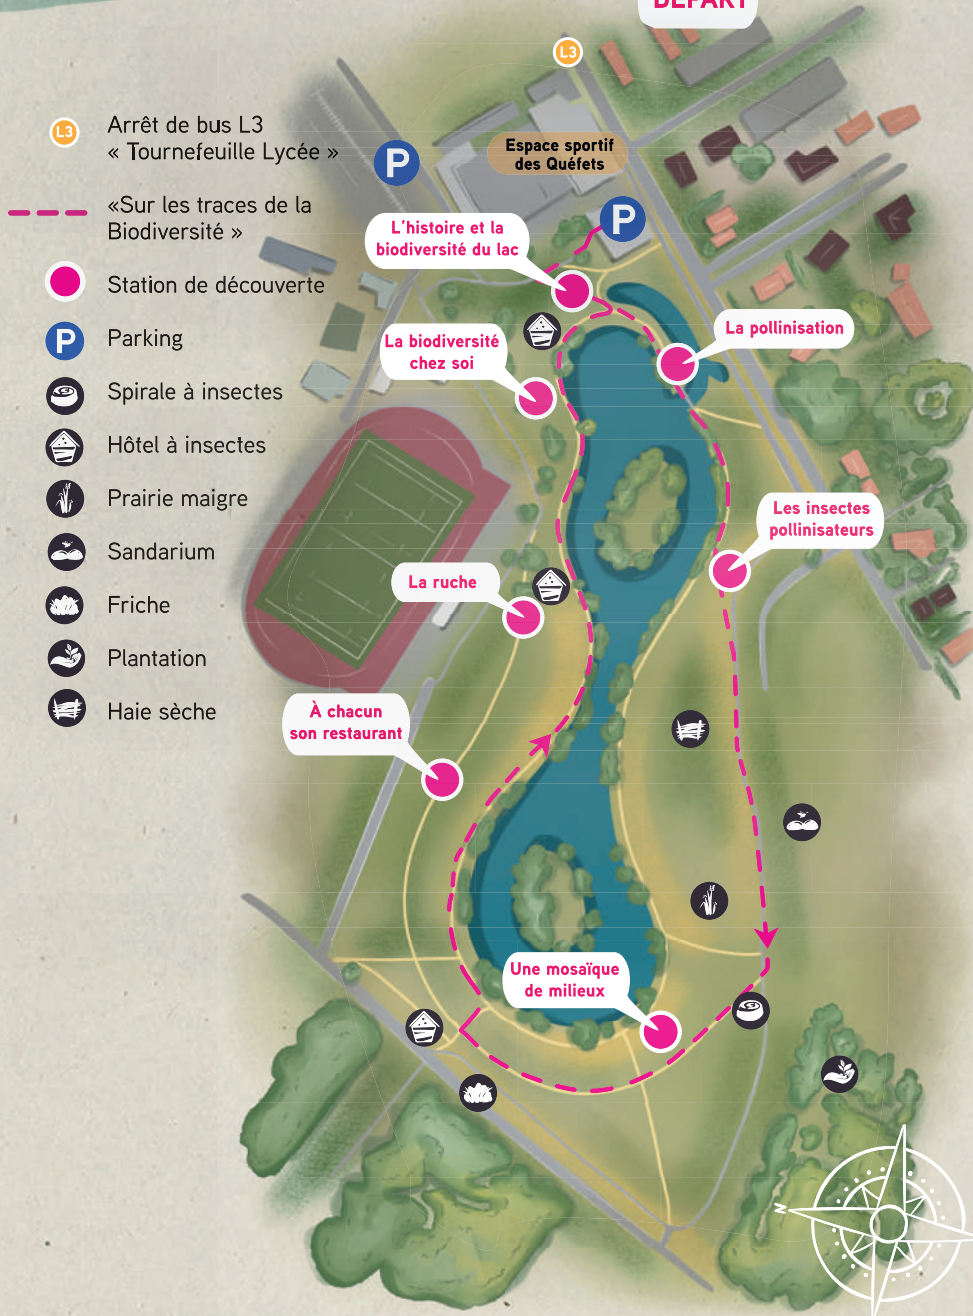 DÉPART
L3
L3
Arrêt de bus L3
« Tournefeuille Lycée »
«Sur les traces de la
Biodiversité »
Station de découverte
P
Parking
Spirale à insectes
Hôtel à insectes
Prairie maigre
Sandarium
Friche
Plantation
Haie sèche
P
Espace sportif
des Quéfets
P
L'histoire et la
biodiversité du lac
La biodiversité
chez soi
La pollinisation
Les insectes
pollinisateurs
La ruche
À chacun
son restaurant
Une mosaïque
de milieux
N